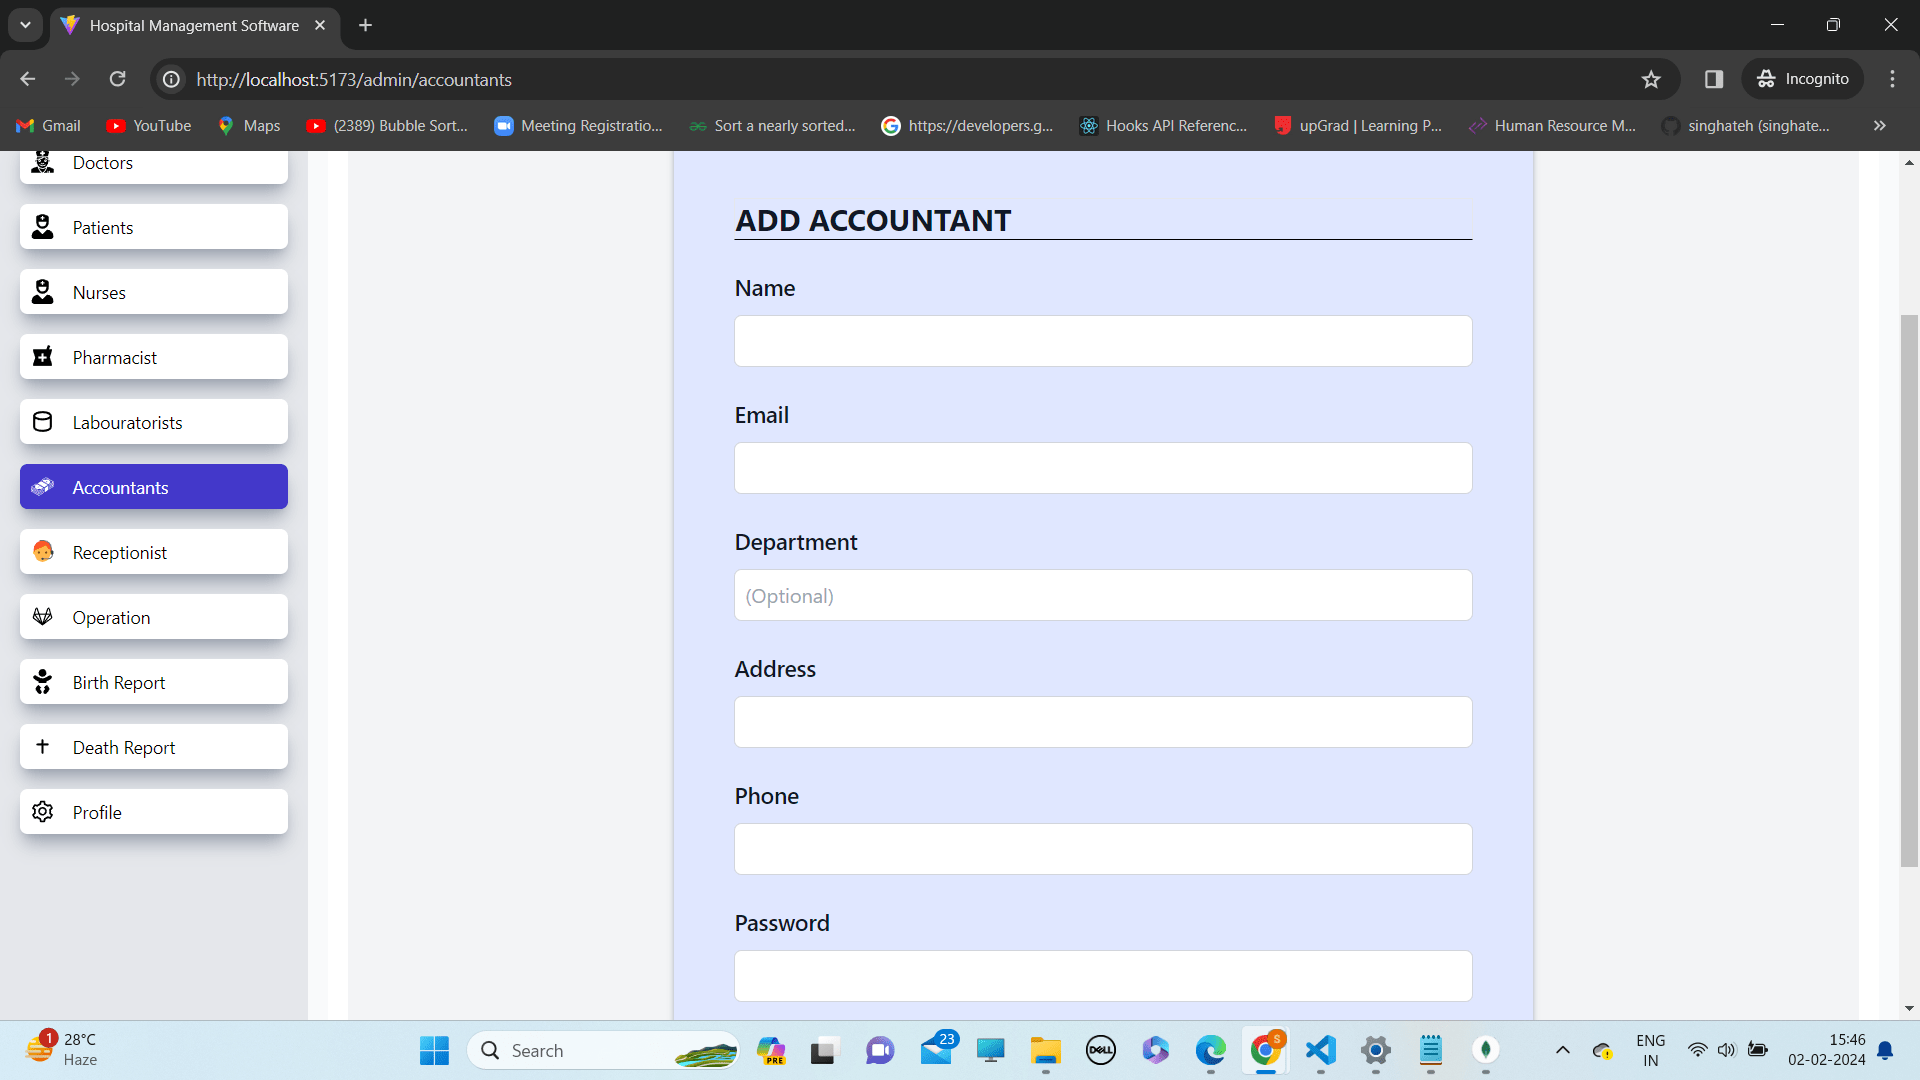 Hospital Management Software
http://localhost:5173/admin/accountants
Incognito
Gmail
YouTube
Maps
(2389) Bubble Sort...
Meeting Registratio...
Sort a nearly sorted...
https://developers.g...
Hooks API Referenc...
upGrad | Learning P...
Human Resource M...
singhateh (singhate...
Doctors
Patients
Nurses
Pharmacist
Labouratorists
Accountants
Receptionist
Operation
Birth Report
Death Report
Profile
ADD ACCOUNTANT
Name
Email
Department
(Optional)
Address
Phone
Password
1
28°C
Haze
Search
PRE
23
DELL
S
ENG
IN
15:46
02-02-2024